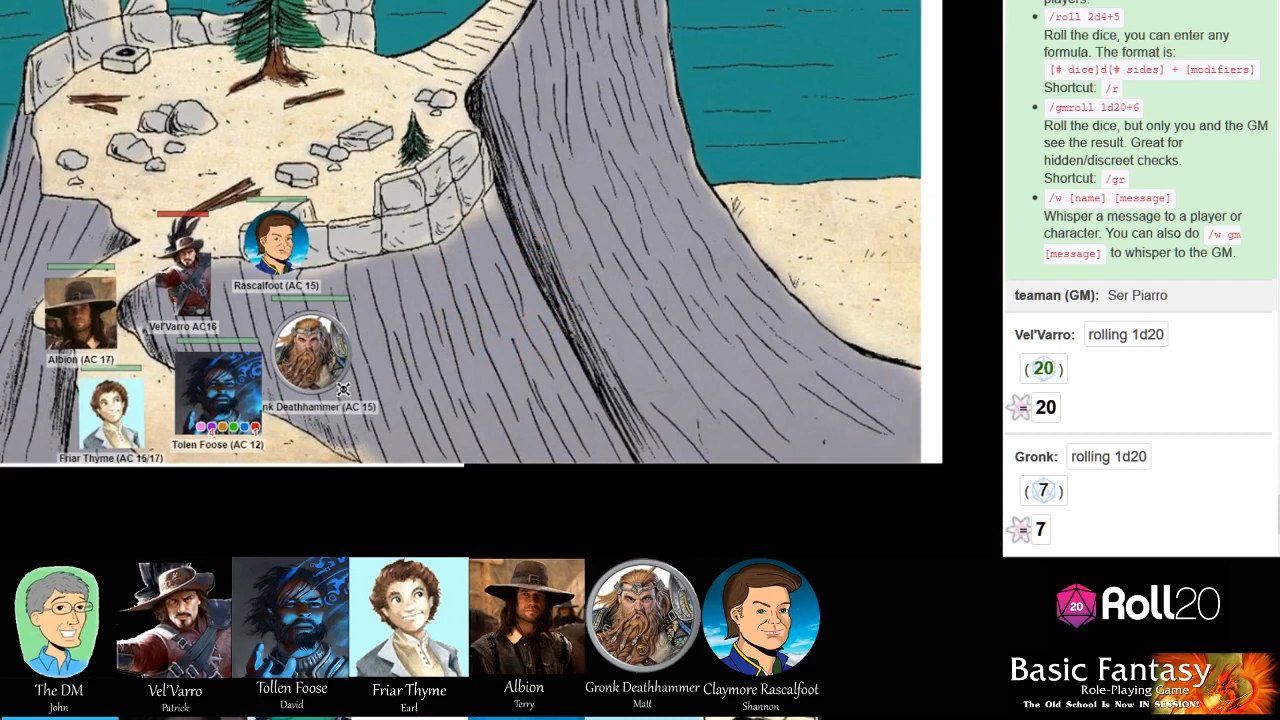 players.
/roll 2d4+5
Roll the dice, you can enter any
formula. The format is:
[# dice]d[# sides] + [modifiers]
Shortcut: /r
/gmroll 1d20+6
Roll the dice, but only you and the GM
see the result. Great for
hidden/discreet checks.
Shortcut: /gr
/w [name] [message]
Whisper a message to a player or
character. You can also do /w gm
[message] to whisper to the GM.
teaman (GM): Ser Piarro
Vel'Varro: rolling 1d20
(20)
= 20
Gronk: rolling 1d20
(7)
= 7
Rascalfoot (AC 15)
Vel'Varro AC16
Albion (AC 17)
nk Deathhammer (AC 15)
Tolen Foose (AC 12)
Friar Thyme (AC 15/17)
The DM
John
Vel'Varro
Patrick
Tollen Foose
David
Friar Thyme
Earl
Albion
Terry
Gronk Deathhammer
Matt
Claymore Rascalfoot
Shannon
20
Roll20
Basic Fantasy
Role-Playing Game
The Old School Is Now IN SESSION!